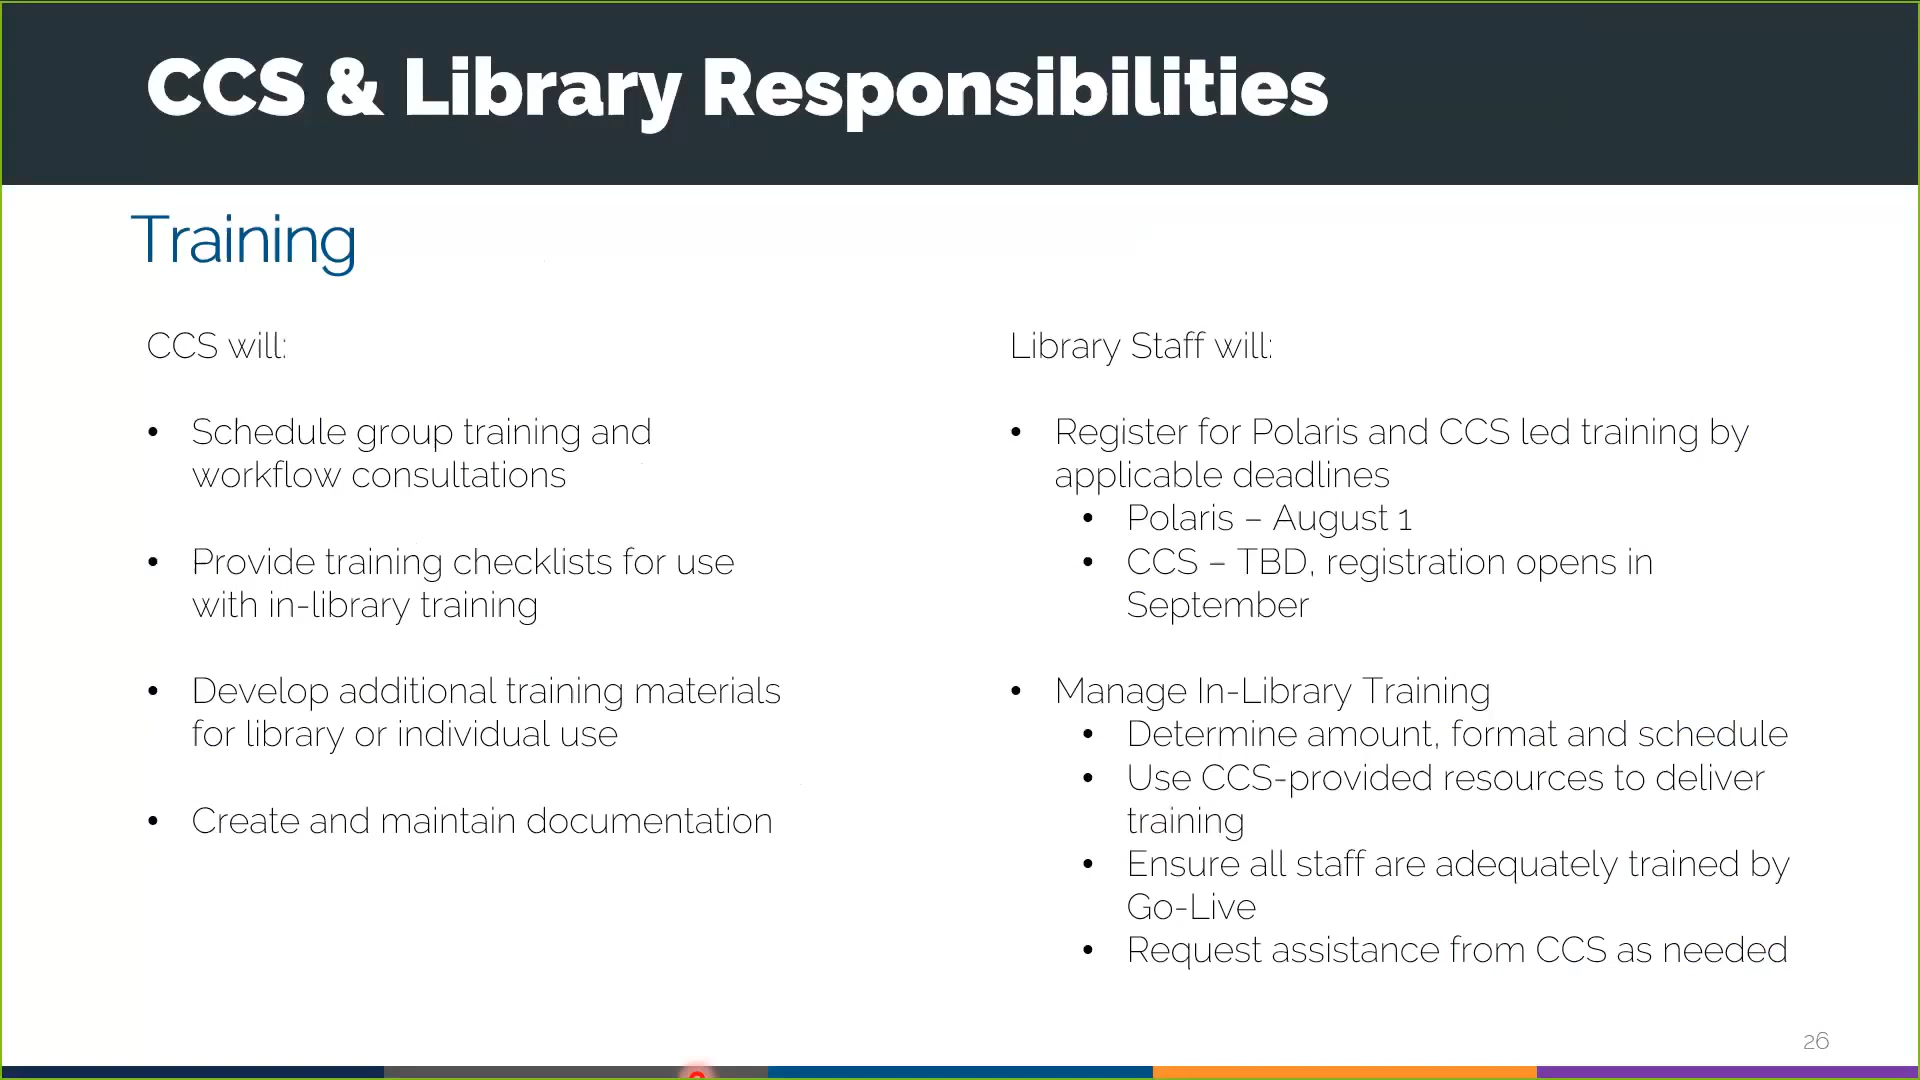 CCS & Library Responsibilities
Training
CCS will:
• Schedule group training and
workflow consultations
• Provide training checklists for use
with in-library training
• Develop additional training materials
for library or individual use
• Create and maintain documentation
Library Staff will:
• Register for Polaris and CCS led training by
applicable deadlines
• Polaris – August 1
• CCS – TBD, registration opens in
September
• Manage In-Library Training
• Determine amount, format and schedule
• Use CCS-provided resources to deliver
training
• Ensure all staff are adequately trained by
Go-Live
• Request assistance from CCS as needed
26